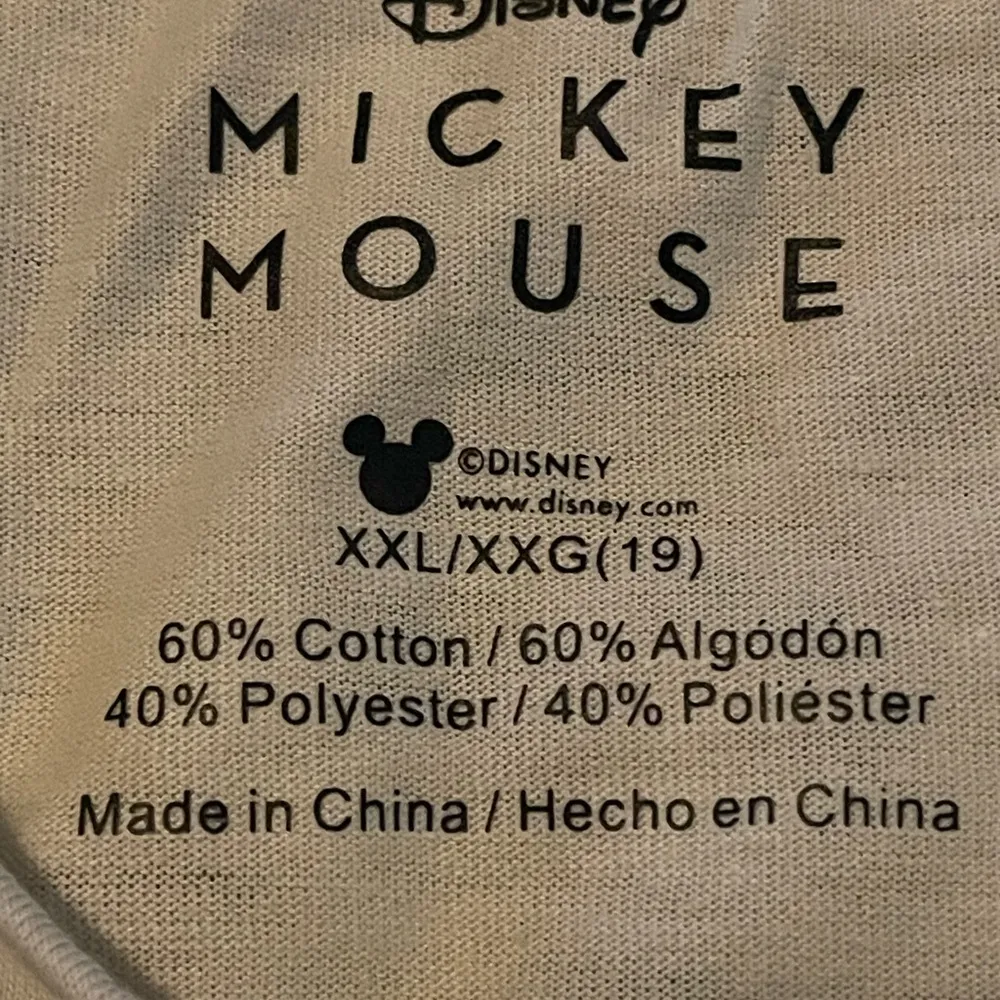 Disney
MICKEY
MOUSE
©DISNEY
www.disney.com
XXL/XXG(19)
60% Cotton / 60% Algódón
40% Polyester / 40% Poliéster
Made in China / Hecho en China